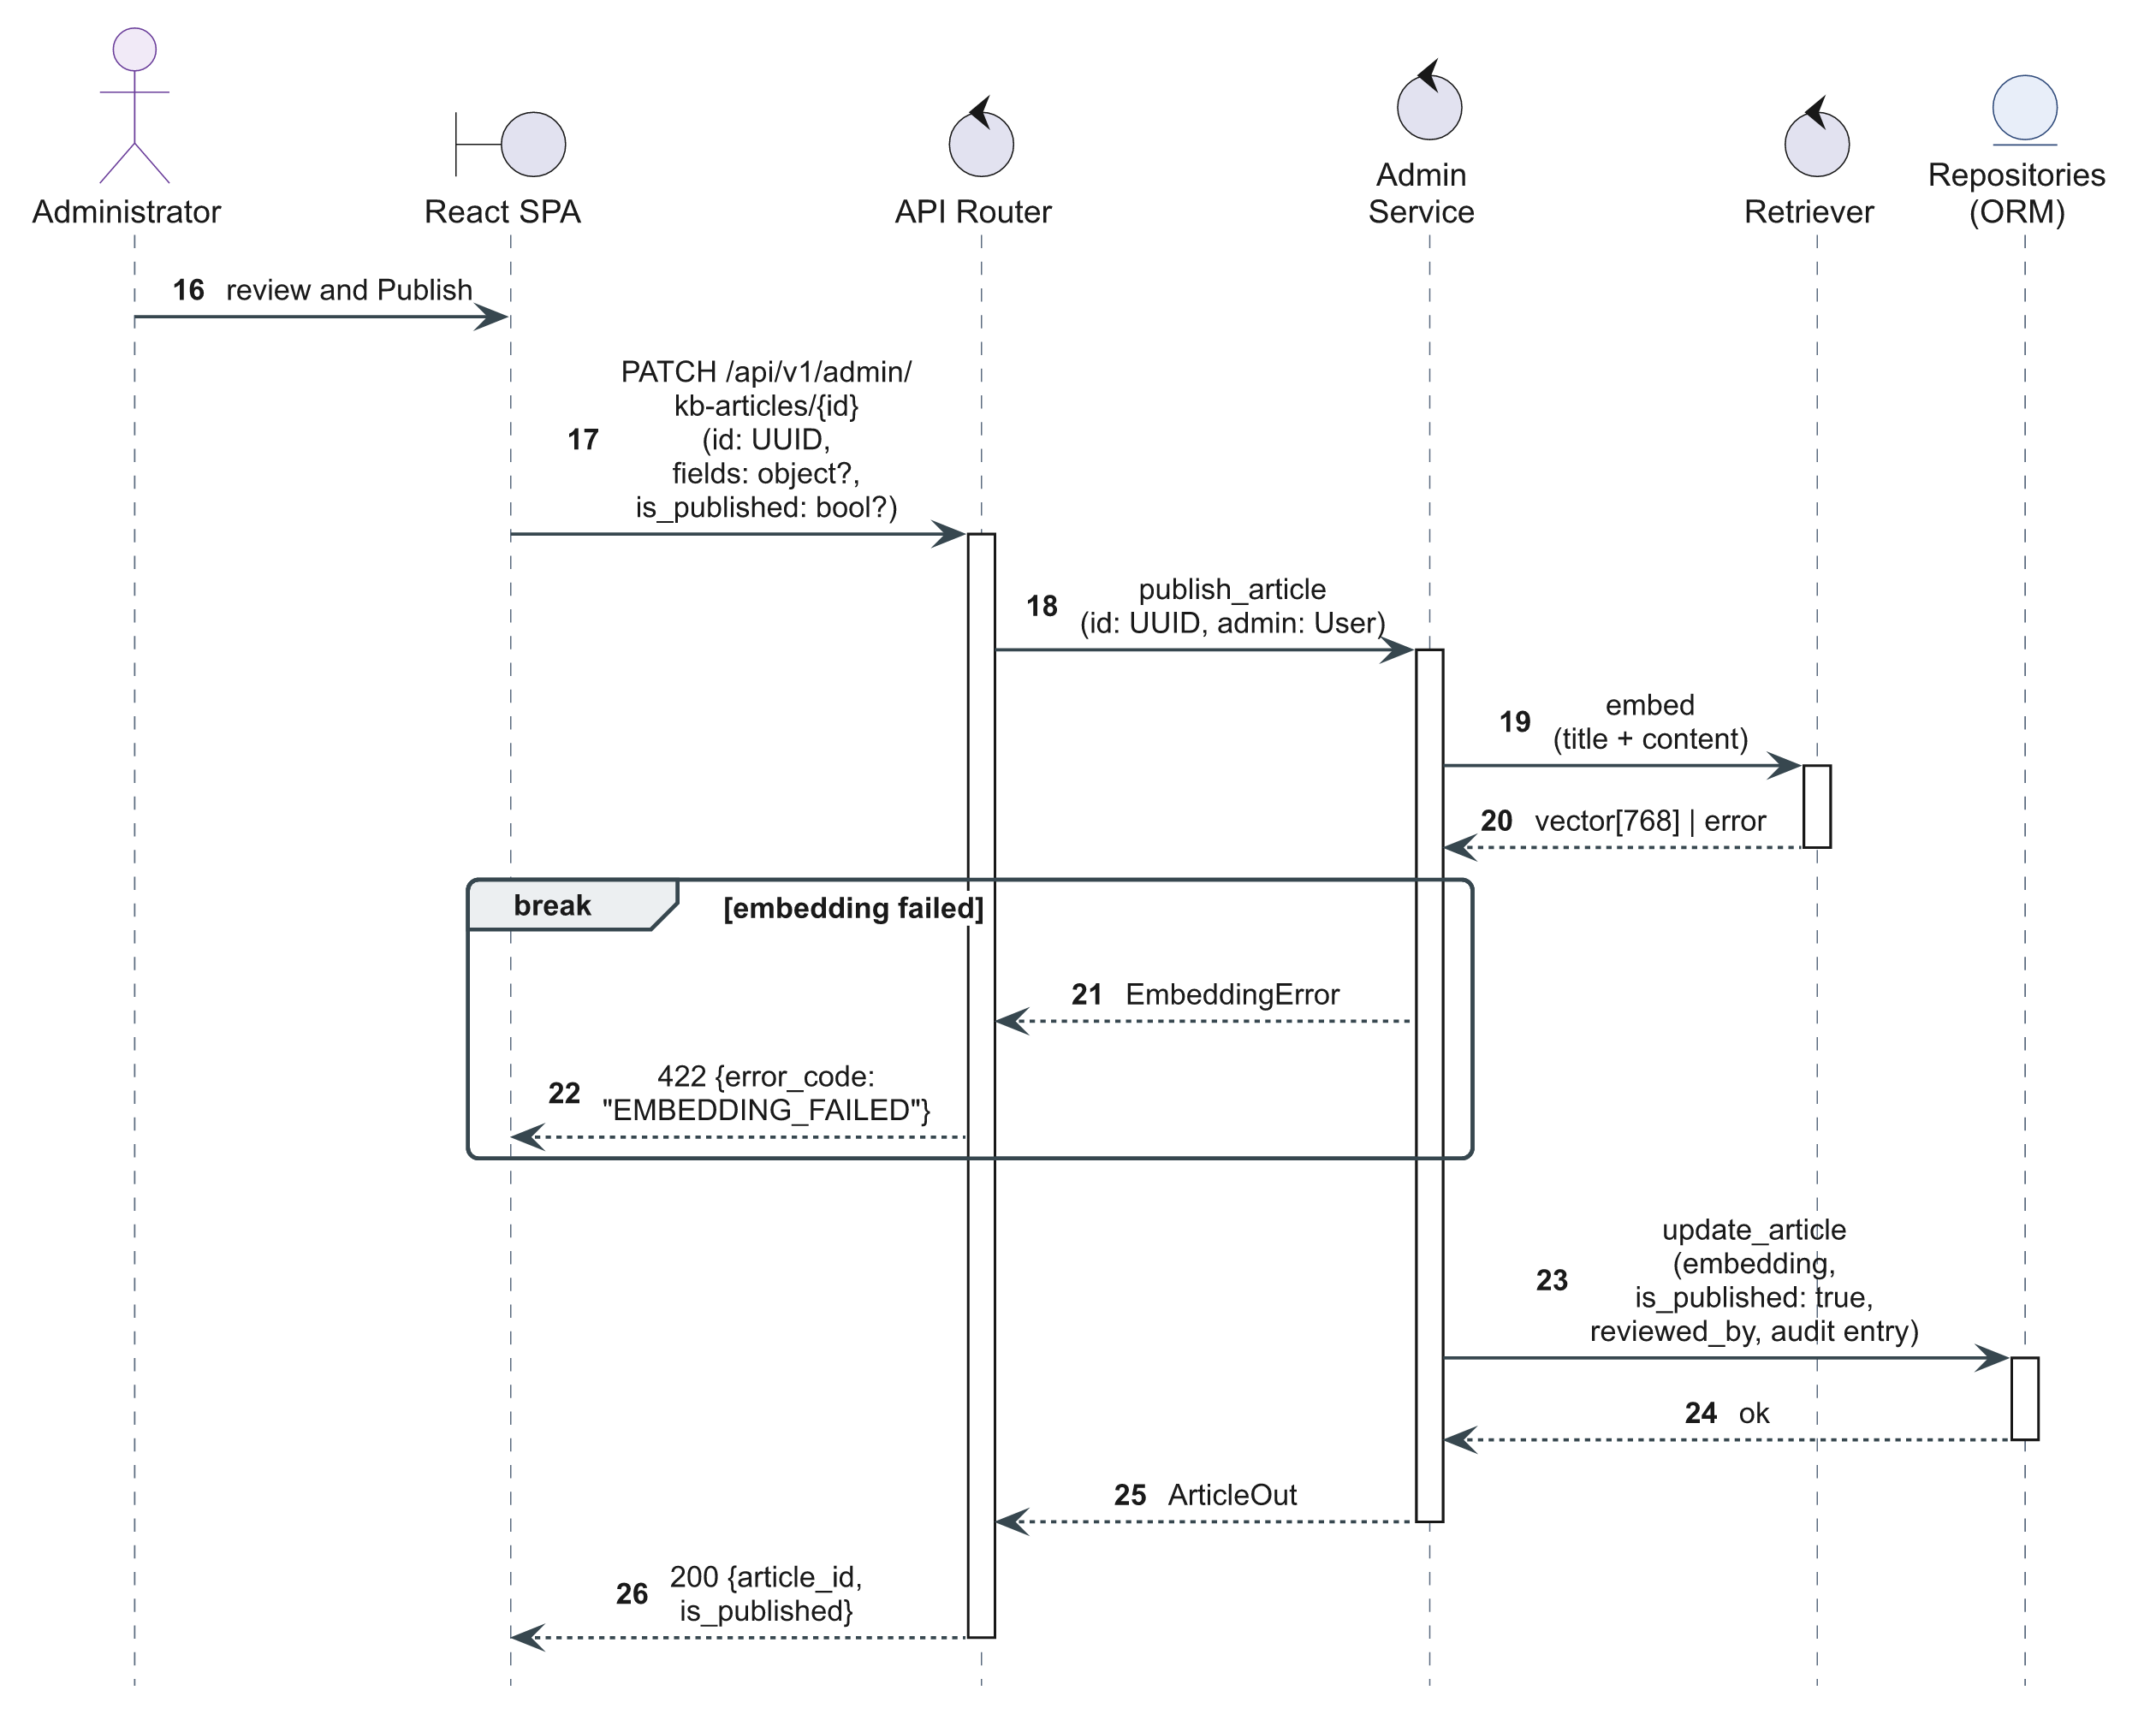 Administrator
React SPA
API Router
Admin
Service
Retriever
Repositories
(ORM)
16 review and Publish
PATCH /api/v1/admin/
kb-articles/{id}
17 (id: UUID,
fields: object?,
is_published: bool?)
publish_article
18 (id: UUID, admin: User)
embed
19 (title + content)
20 vector[768] | error
break [embedding failed]
21 EmbeddingError
422 {error_code:
22 "EMBEDDING_FAILED"}
update_article
(embedding,
23 is_published: true,
reviewed_by, audit entry)
24 ok
25 ArticleOut
200 {article_id,
26 is_published}